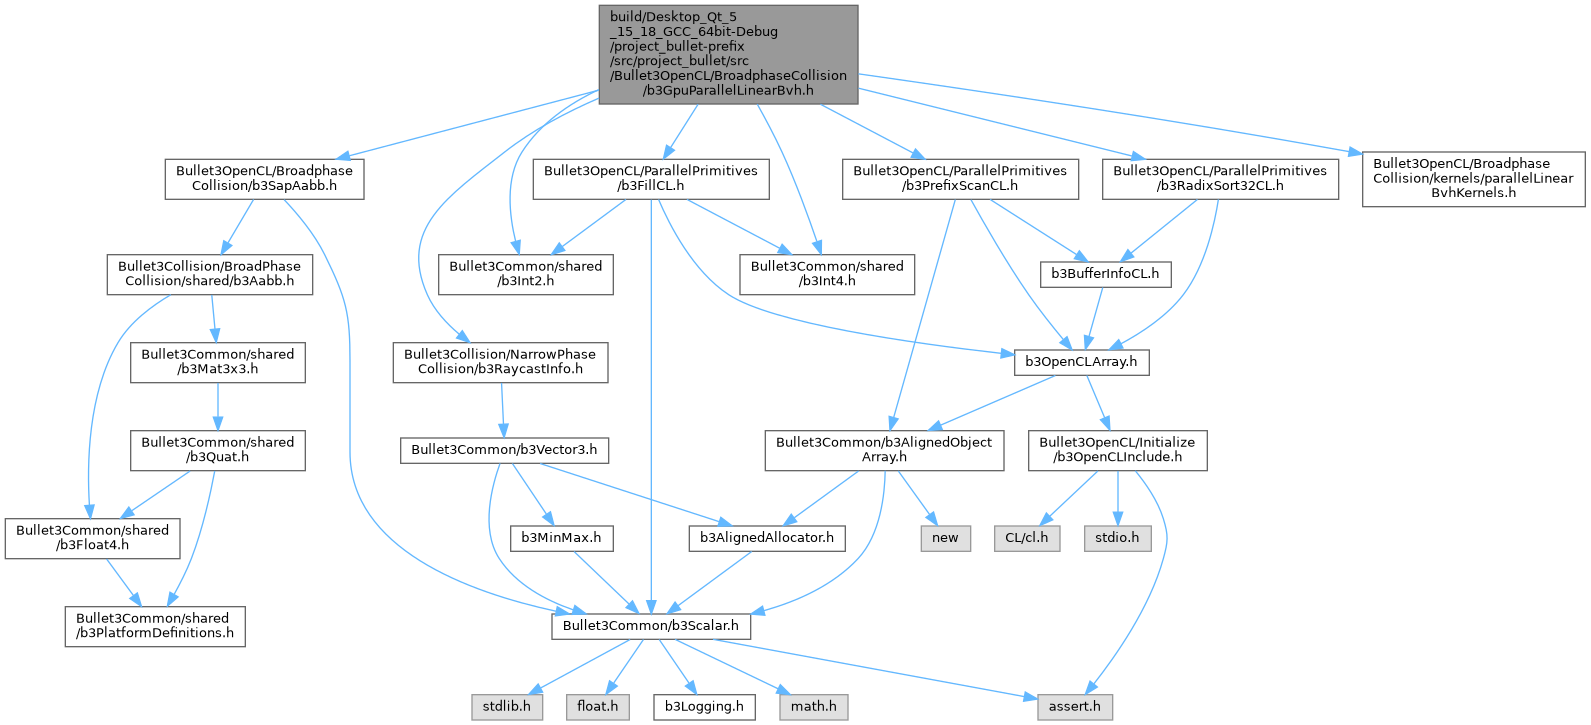 build/Desktop_Qt_5
_15_18_GCC_64bit-Debug
/project_bullet-prefix
/src/project_bullet/src
/Bullet3OpenCL/BroadphaseCollision
/b3GpuParallelLinearBvh.h
Bullet3OpenCL/Broadphase
Collision/b3SapAabb.h
Bullet3OpenCL/ParallelPrimitives
/b3FillCL.h
Bullet3OpenCL/ParallelPrimitives
/b3PrefixScanCL.h
Bullet3OpenCL/ParallelPrimitives
/b3RadixSort32CL.h
Bullet3OpenCL/Broadphase
Collision/kernels/parallelLinear
BvhKernels.h
Bullet3Collision/BroadPhase
Collision/shared/b3Aabb.h
Bullet3Common/shared
/b3Int2.h
Bullet3Common/shared
/b3Int4.h
b3BufferInfoCL.h
Bullet3Common/shared
/b3Mat3x3.h
Bullet3Collision/NarrowPhase
Collision/b3RaycastInfo.h
b3OpenCLArray.h
Bullet3Common/shared
/b3Quat.h
Bullet3Common/b3Vector3.h
Bullet3Common/b3AlignedObject
Array.h
Bullet3OpenCL/Initialize
/b3OpenCLInclude.h
Bullet3Common/shared
/b3Float4.h
b3MinMax.h
b3AlignedAllocator.h
new
CL/cl.h
stdio.h
Bullet3Common/shared
/b3PlatformDefinitions.h
Bullet3Common/b3Scalar.h
stdlib.h
float.h
b3Logging.h
math.h
assert.h